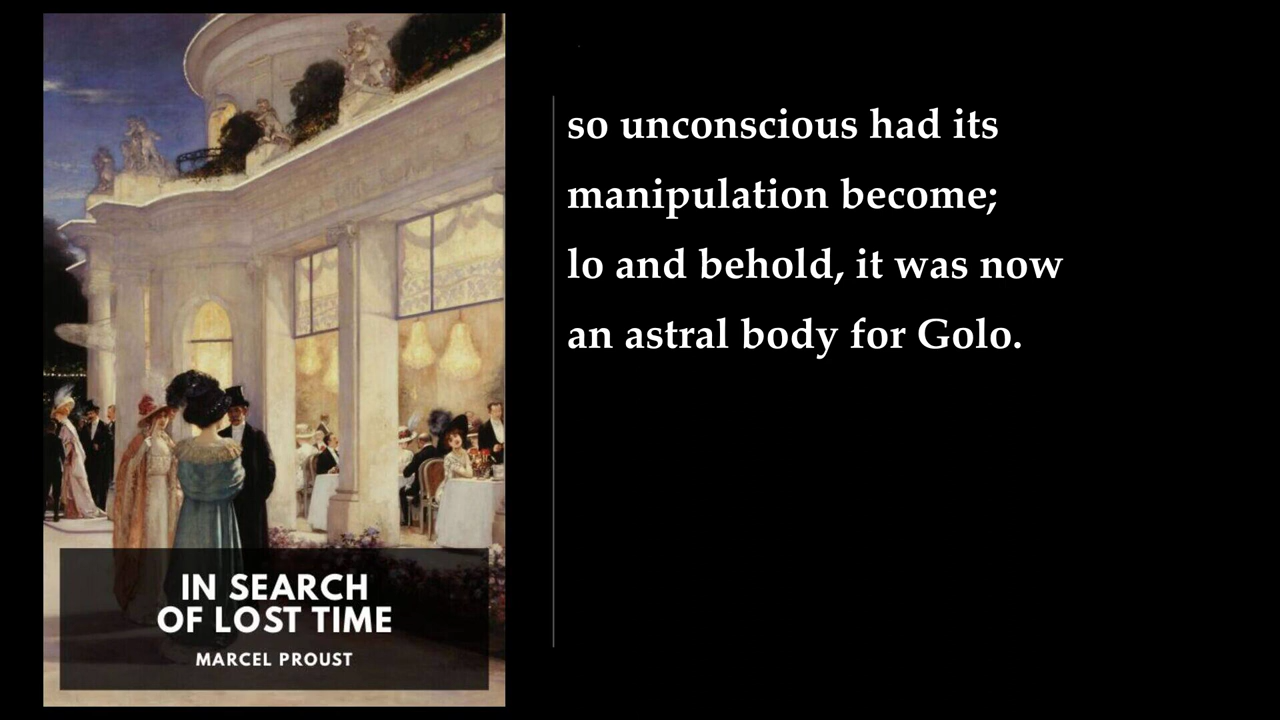 so unconscious had its
manipulation become;
lo and behold, it was now
an astral body for Golo.
IN SEARCH
OF LOST TIME
MARCEL PROUST